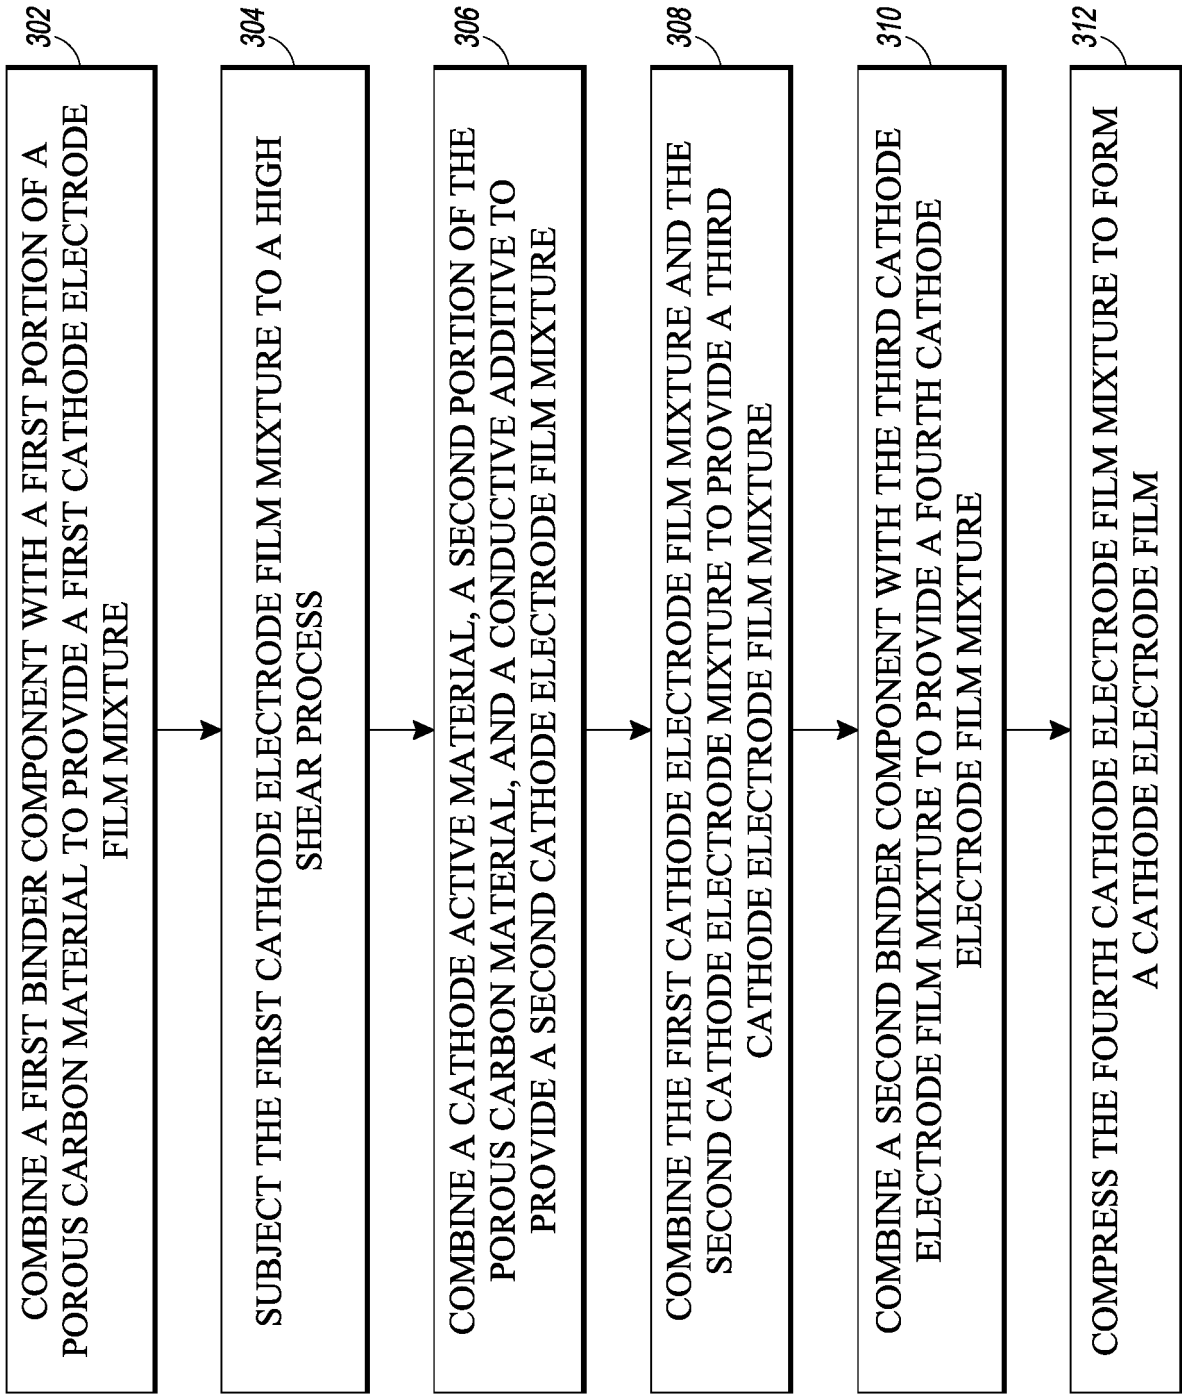 302
COMBINE A FIRST BINDER COMPONENT WITH A FIRST PORTION OF A
POROUS CARBON MATERIAL TO PROVIDE A FIRST CATHODE ELECTRODE
FILM MIXTURE
304
SUBJECT THE FIRST CATHODE ELECTRODE FILM MIXTURE TO A HIGH
SHEAR PROCESS
306
COMBINE A CATHODE ACTIVE MATERIAL, A SECOND PORTION OF THE
POROUS CARBON MATERIAL, AND A CONDUCTIVE ADDITIVE TO
PROVIDE A SECOND CATHODE ELECTRODE FILM MIXTURE
308
COMBINE THE FIRST CATHODE ELECTRODE FILM MIXTURE AND THE
SECOND CATHODE ELECTRODE MIXTURE TO PROVIDE A THIRD
CATHODE ELECTRODE FILM MIXTURE
310
COMBINE A SECOND BINDER COMPONENT WITH THE THIRD CATHODE
ELECTRODE FILM MIXTURE TO PROVIDE A FOURTH CATHODE
ELECTRODE FILM MIXTURE
312
COMPRESS THE FOURTH CATHODE ELECTRODE FILM MIXTURE TO FORM
A CATHODE ELECTRODE FILM